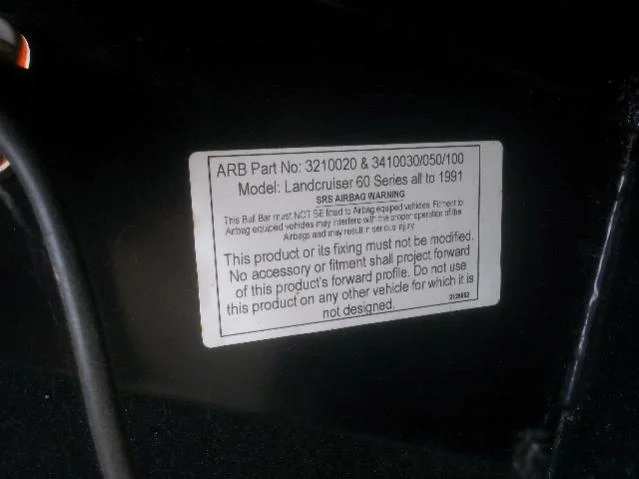 ARB Part No: 3210020 & 3410030/050/100
Model: Landcruiser 60 Series all to 1991
SRS AIRBAG WARNING
This Bull Bar must NOT BE fitted to Airbag equiped vehicles. Fitment to
Airbag equiped vehicles may interfere with the proper operation of the
Airbags and may result in serious injury
This product or its fixing must not be modified.
No accessory or fitment shall project forward
of this product's forward profile. Do not use
this product on any other vehicle for which it is
not designed.